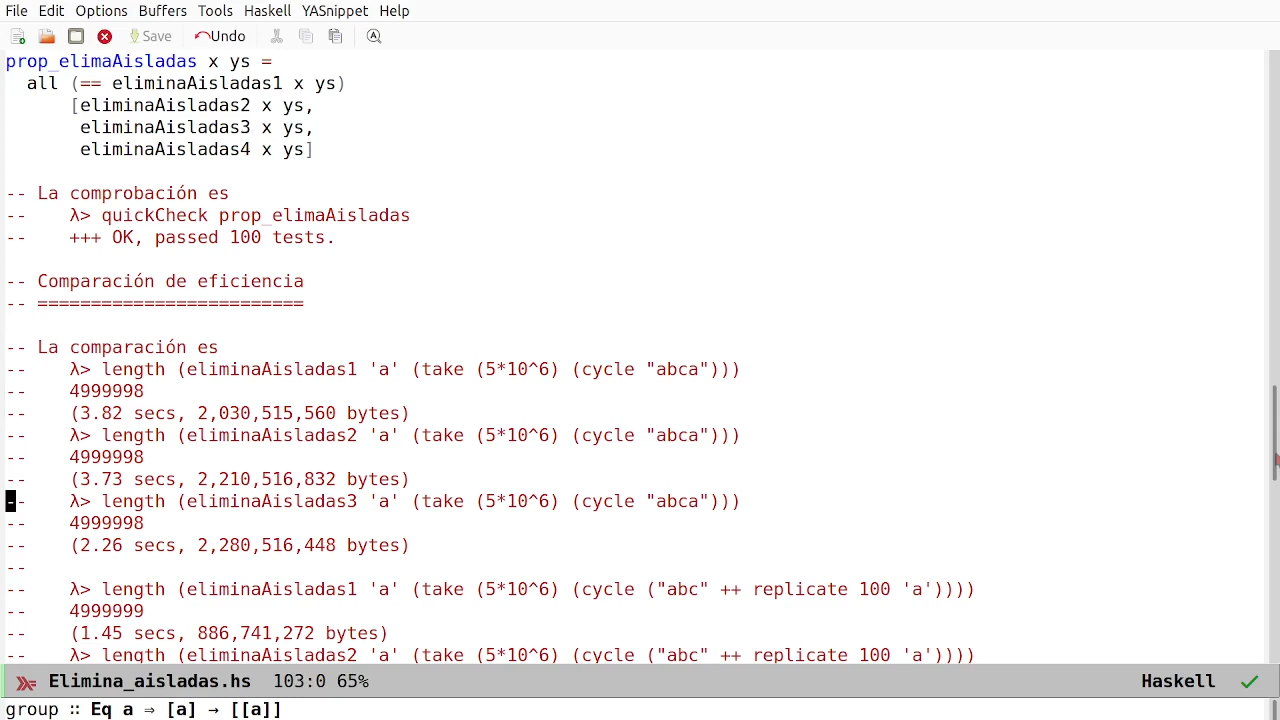 File Edit Options Buffers Tools Haskell YASnippet Help
Save Undo
prop_elimaAisladas x ys =
  all (== eliminaAisladas1 x ys)
      [eliminaAisladas2 x ys,
       eliminaAisladas3 x ys,
       eliminaAisladas4 x ys]
-- La comprobación es
--    λ> quickCheck prop_elimaAisladas
--    +++ OK, passed 100 tests.
-- Comparación de eficiencia
-- =========================
-- La comparación es
--    λ> length (eliminaAisladas1 'a' (take (5*10^6) (cycle "abca")))
--    4999998
--    (3.82 secs, 2,030,515,560 bytes)
--    λ> length (eliminaAisladas2 'a' (take (5*10^6) (cycle "abca")))
--    4999998
--    (3.73 secs, 2,210,516,832 bytes)
--    λ> length (eliminaAisladas3 'a' (take (5*10^6) (cycle "abca")))
--    4999998
--    (2.26 secs, 2,280,516,448 bytes)
--
--    λ> length (eliminaAisladas1 'a' (take (5*10^6) (cycle ("abc" ++ replicate 100 'a'))))
--    4999999
--    (1.45 secs, 886,741,272 bytes)
--    λ> length (eliminaAisladas2 'a' (take (5*10^6) (cycle ("abc" ++ replicate 100 'a'))))
Elimina_aisladas.hs 103:0 65% Haskell
group ∷ Eq a ⇒ [a] → [[a]]